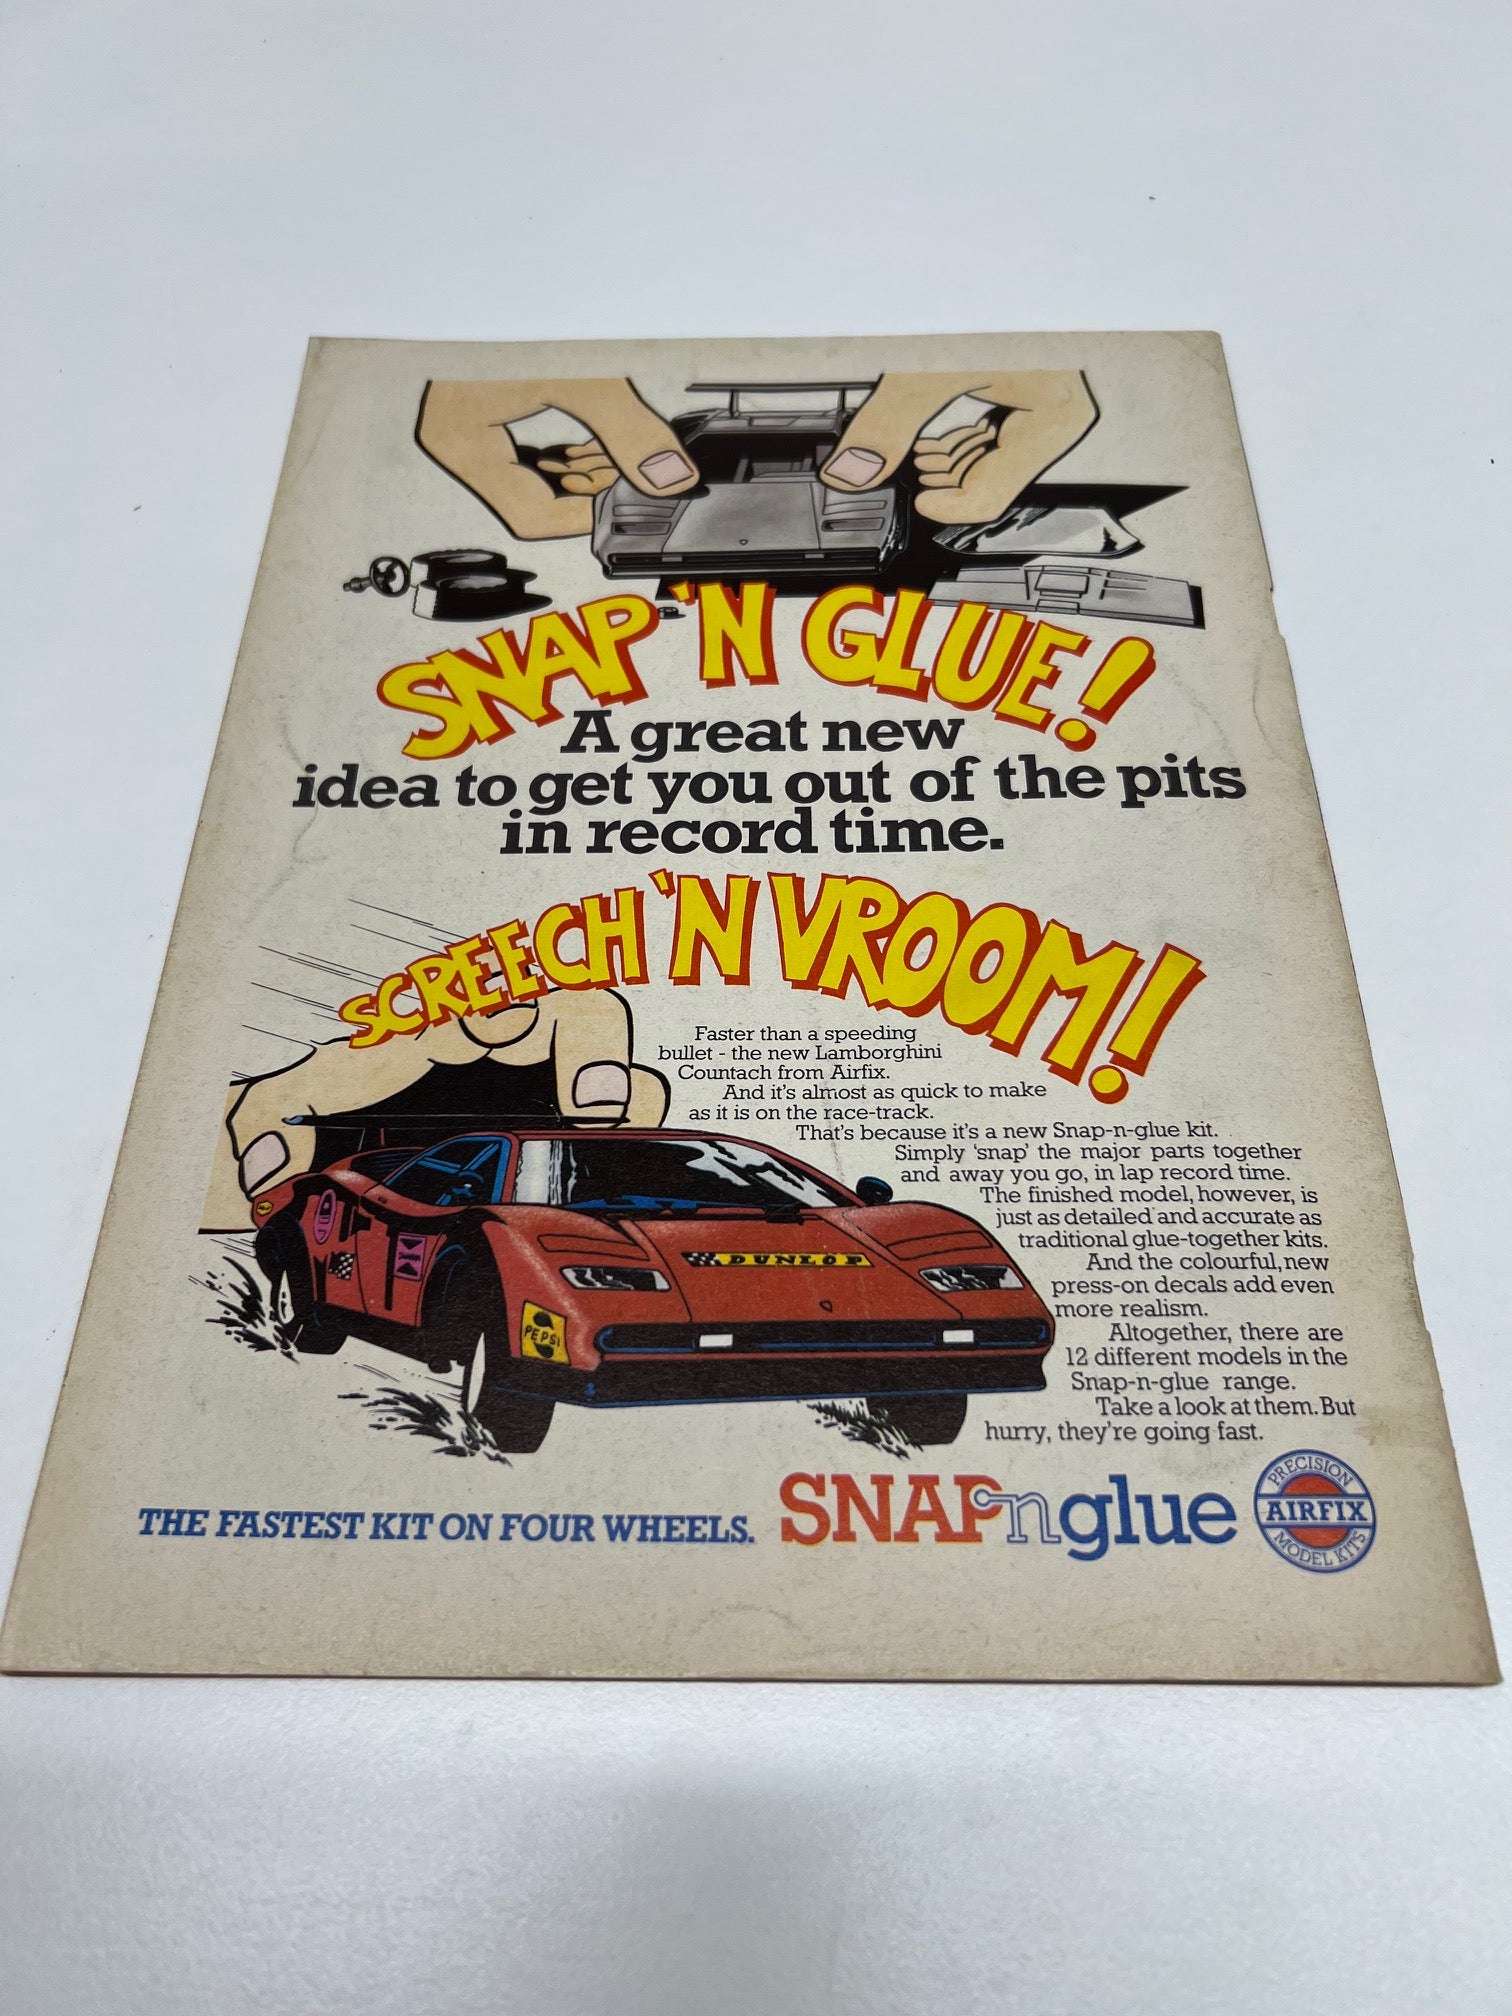 SNAP 'N GLUE!
A great new
idea to get you out of the pits
in record time.
SCREECH 'N VROOM!
Faster than a speeding
bullet - the new Lamborghini
Countach from Airfix.
And it's almost as quick to make
as it is on the race-track.
That's because it's a new Snap-n-glue kit.
Simply 'snap' the major parts together
and away you go, in lap record time.
The finished model, however, is
just as detailed and accurate as
traditional glue-together kits.
And the colourful, new
press-on decals add even
more realism.
Altogether, there are
12 different models in the
Snap-n-glue range.
Take a look at them. But
hurry, they're going fast.
DUNLOP
PEPSI
THE FASTEST KIT ON FOUR WHEELS.
SNAP n glue
PRECISION
AIRFIX
MODEL KITS